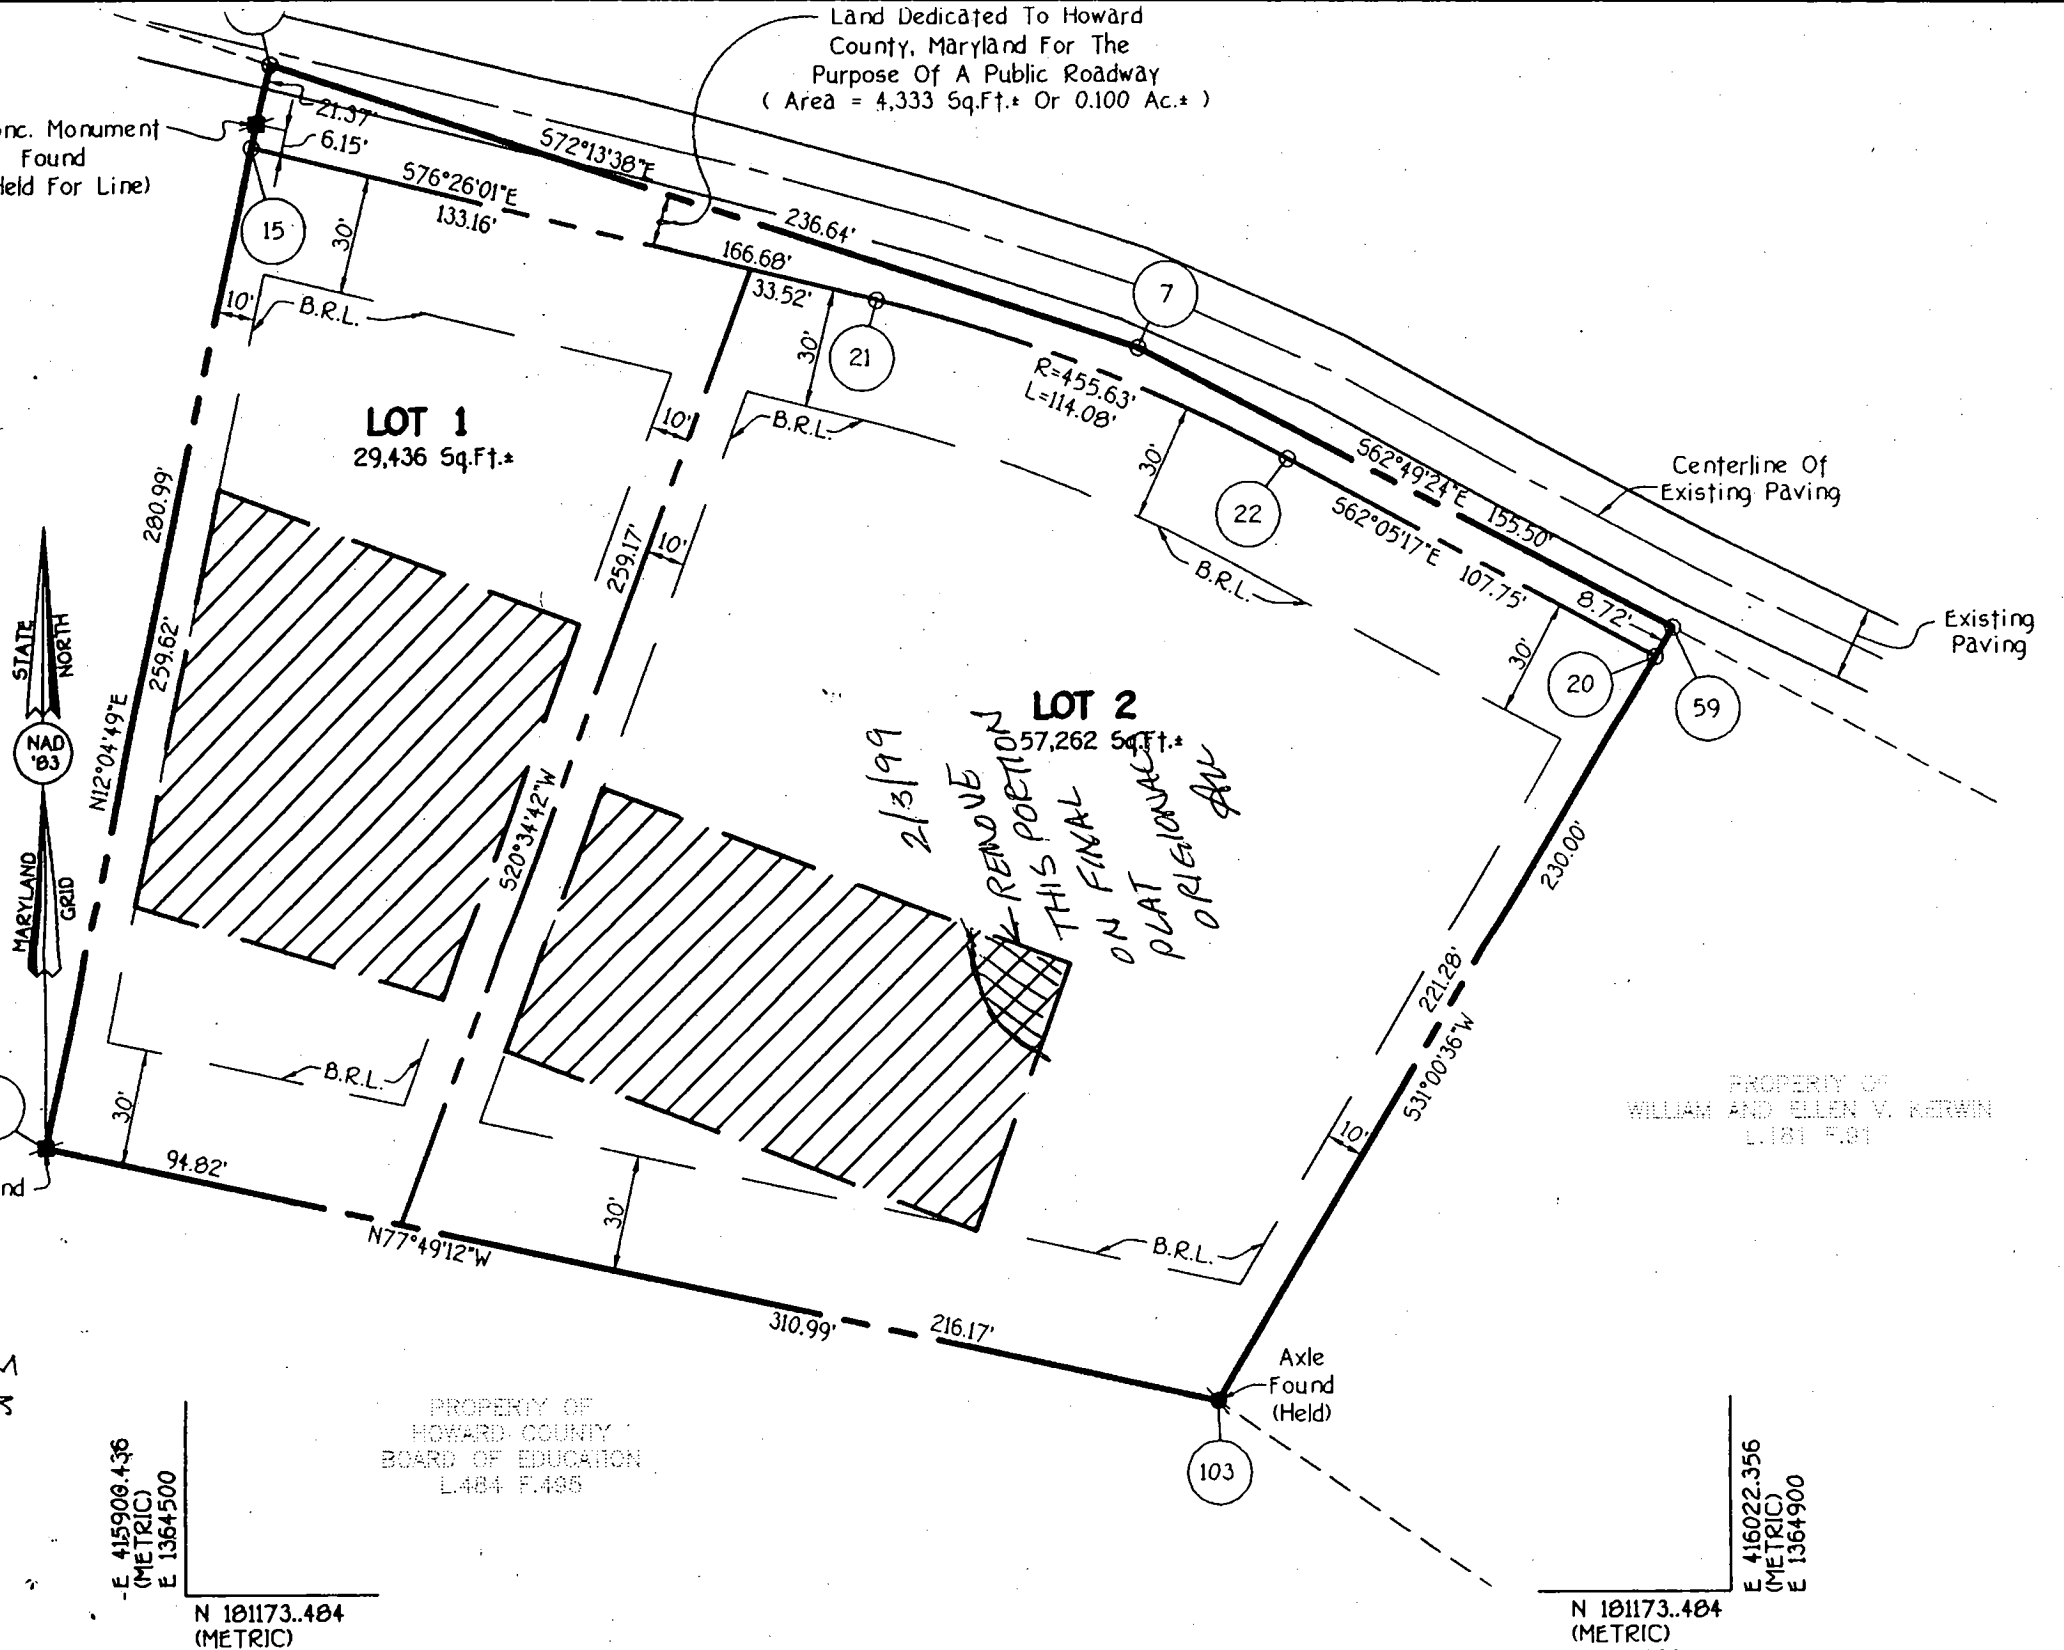 Land Dedicated To Howard
County, Maryland For The
Purpose Of A Public Roadway
( Area = 4,333 Sq.Ft.± Or 0.100 Ac.± )
nc. Monument
Found
Held For Line)
21.37'
6.15'
S72°13'38"E
236.64'
S76°26'01"E
133.16'
166.68'
33.52'
15
30'
10'
B.R.L.
7
21
30'
R=455.63'
L=114.08'
B.R.L.
10'
LOT 1
29,436 Sq.Ft.±
S62°49'24"E
155.50'
Centerline Of
Existing Paving
22
30'
S62°05'17"E
107.75'
8.72'
B.R.L.
Existing
Paving
20
59
30'
280.99'
259.62'
N12°04'49"E
259.17'
10'
S20°34'42"W
STATE
NORTH
NAD
'83
MARYLAND
GRID
LOT 2
57,262 Sq.Ft.±
2/3/99
REMOVE
THIS PORTION
ON FINAL
PLAT
230.00'
221.28'
S31°00'36"W
10'
PROPERTY OF
WILLIAM AND ELLEN V. KERWIN
L.181 F.91
B.R.L.
30'
nd
94.82'
N77°49'12"W
30'
B.R.L.
310.99'
216.17'
Axle
Found
(Held)
103
PROPERTY OF
HOWARD COUNTY
BOARD OF EDUCATION
L.484 F.495
(METRIC)
E 1364500
N 181173..484
(METRIC)
E 416022.356
(METRIC)
E 1364900
N 181173..484
(METRIC)